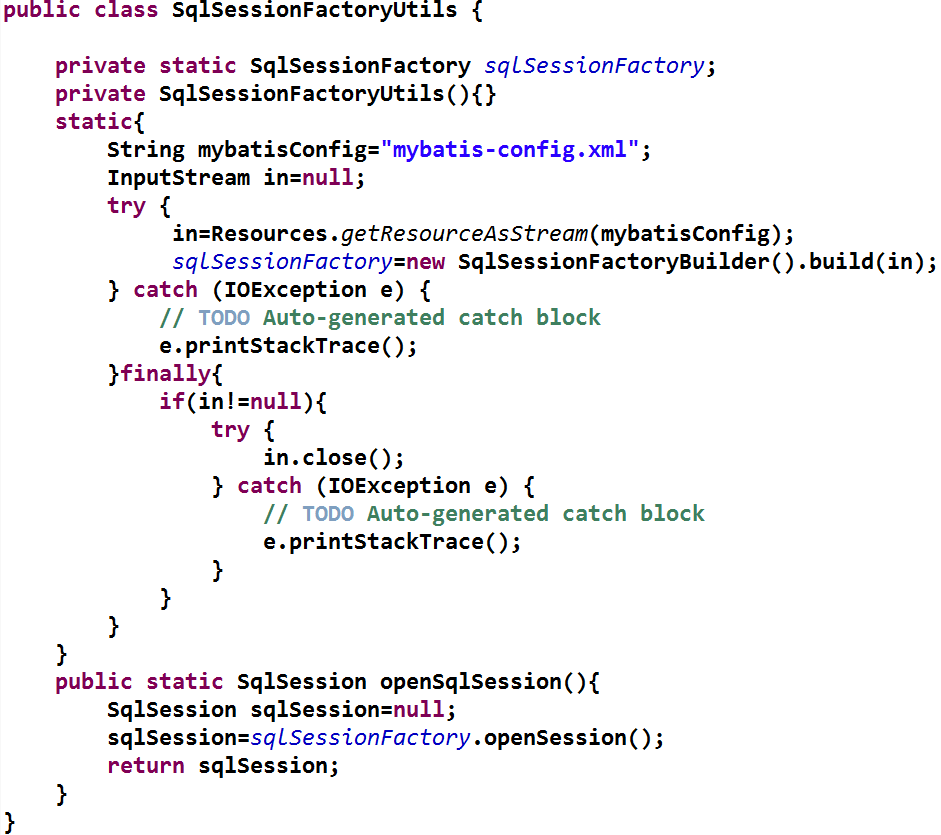 public class SqlSessionFactoryUtils {
    private static SqlSessionFactory sqlSessionFactory;
    private SqlSessionFactoryUtils(){}
    static{
        String mybatisConfig="mybatis-config.xml";
        InputStream in=null;
        try {
             in=Resources.getResourceAsStream(mybatisConfig);
             sqlSessionFactory=new SqlSessionFactoryBuilder().build(in);
        } catch (IOException e) {
            // TODO Auto-generated catch block
            e.printStackTrace();
        }finally{
            if(in!=null){
                try {
                    in.close();
                } catch (IOException e) {
                    // TODO Auto-generated catch block
                    e.printStackTrace();
                }
            }
        }
    }
    public static SqlSession openSqlSession(){
        SqlSession sqlSession=null;
        sqlSession=sqlSessionFactory.openSession();
        return sqlSession;
    }
}